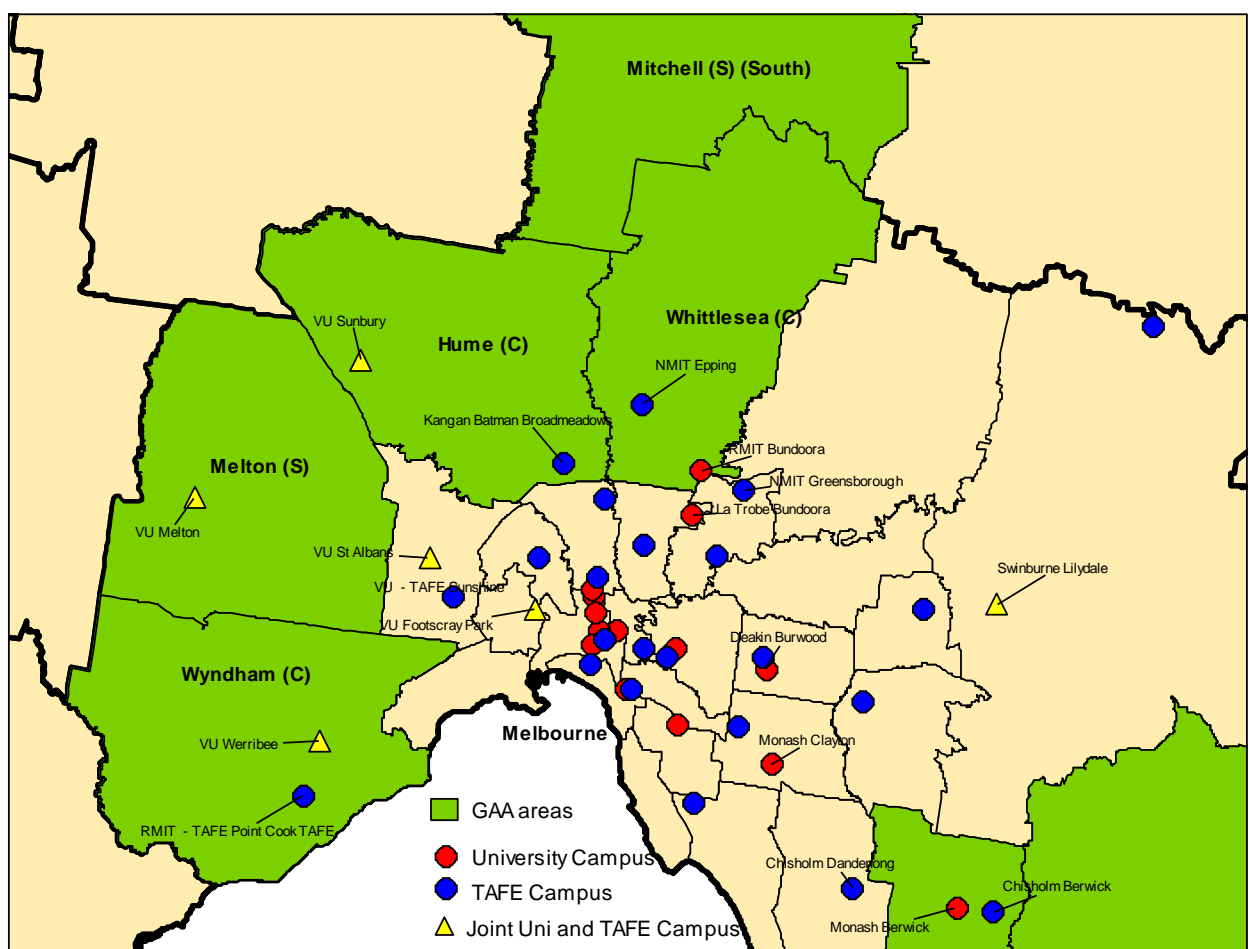 Mitchell (S) (South)
Whittlesea (C)
VU Sunbury
Hume (C)
NMIT Epping
Kangan Batman Broadmeadows
RMIT Bundoora
Melton (S)
NMIT Greensborough
La Trobe Bundoora
VU Melton
VU St Albans
VU - TAFE Sunshine
Swinburne Lilydale
VU Footscray Park
Deakin Burwood
Wyndham (C)
Melbourne
VU Werribee
Monash Clayton
GAA areas
RMIT - TAFE Point Cook TAFE
University Campus
Chisholm Dandenong
TAFE Campus
Chisholm Berwick
Monash Berwick
Joint Uni and TAFE Campus